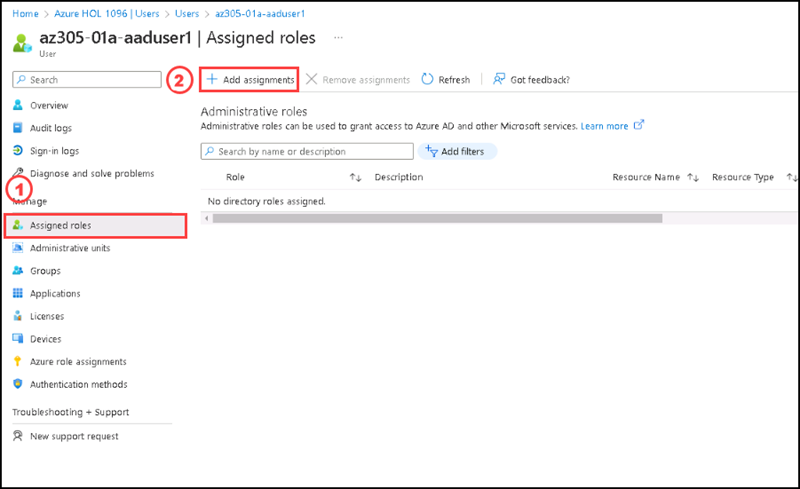 Home > Azure HOL 1096 | Users > Users > az305-01a-aaduser1
az305-01a-aaduser1 | Assigned roles ...
User
Search
2
Add assignments
Remove assignments
Refresh
Got feedback?
Overview
Audit logs
Sign-in logs
Diagnose and solve problems
1
Manage
Assigned roles
Administrative units
Groups
Applications
Licenses
Devices
Azure role assignments
Authentication methods
Troubleshooting + Support
New support request
Administrative roles
Administrative roles can be used to grant access to Azure AD and other Microsoft services. Learn more
Search by name or description
Add filters
Role Description Resource Name Resource Type
No directory roles assigned.